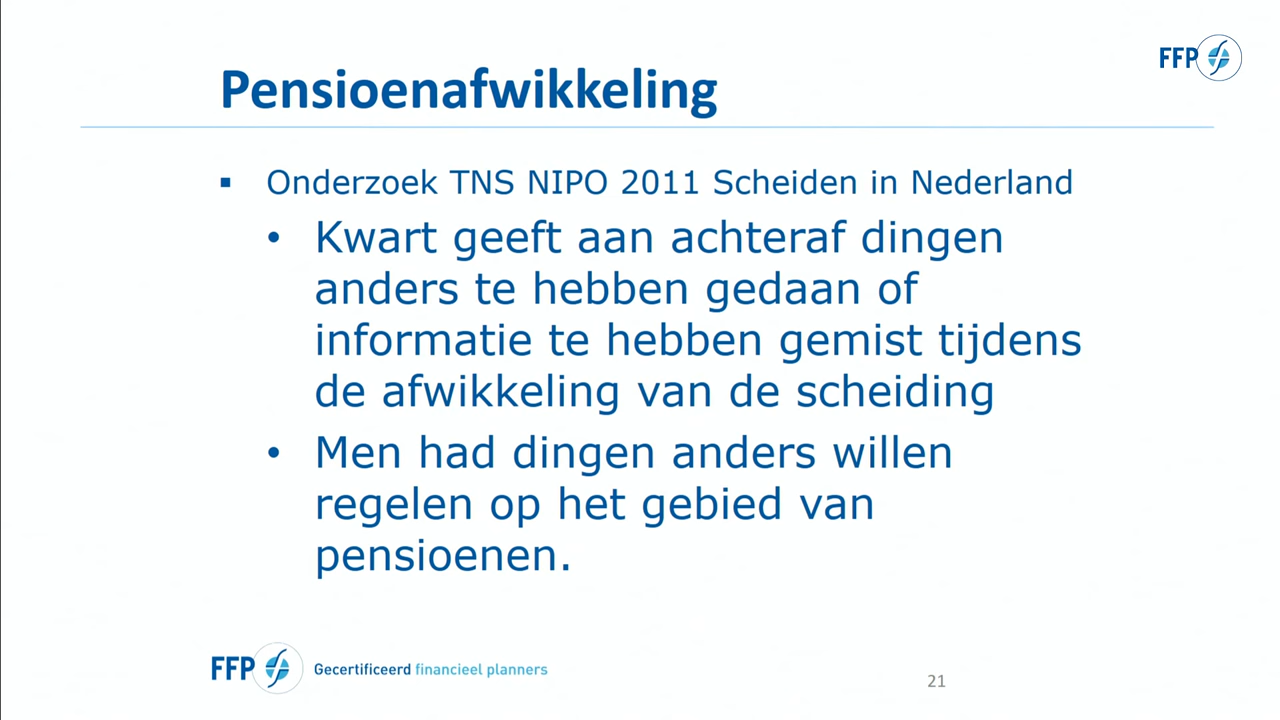 FFP
Pensioenafwikkeling
▪ Onderzoek TNS NIPO 2011 Scheiden in Nederland
• Kwart geeft aan achteraf dingen
anders te hebben gedaan of
informatie te hebben gemist tijdens
de afwikkeling van de scheiding
• Men had dingen anders willen
regelen op het gebied van
pensioenen.
FFP Gecertificeerd financieel planners
21